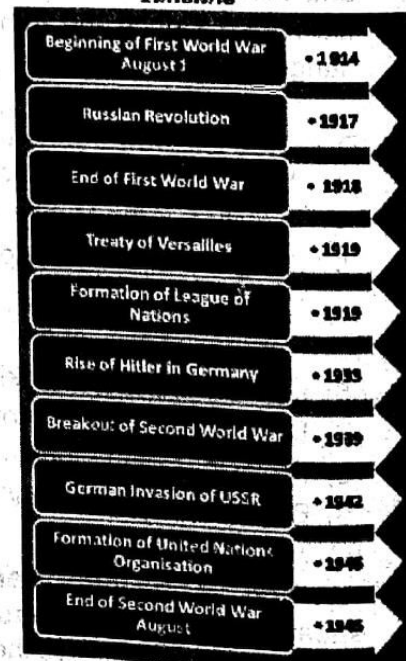 Beginning of First World War
August 1
• 1914
Russian Revolution
• 1917
End of First World War
• 1918
Treaty of Versailles
• 1919
Formation of League of
Nations
• 1919
Rise of Hitler in Germany
• 1933
Breakout of Second World War
• 1939
German Invasion of USSR
• 1942
Formation of United Nations
Organisation
• 1945
End of Second World War
August
• 1945